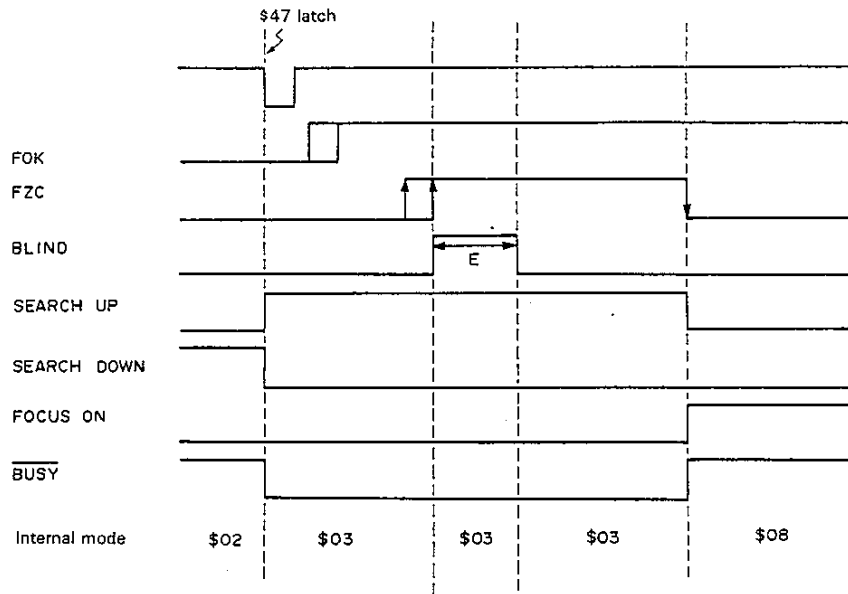 $47 latch
FOK
FZC
BLIND
E
SEARCH UP
SEARCH DOWN
FOCUS ON
BUSY
Internal mode $02 $03 $03 $03 $08